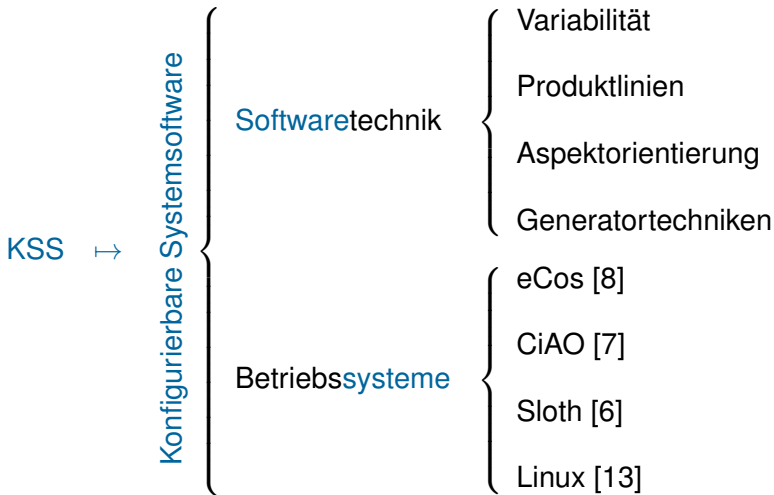 KSS ↦
Konfigurierbare Systemsoftware
Softwaretechnik
Variabilität
Produktlinien
Aspektorientierung
Generatortechniken
Betriebssysteme
eCos [8]
CiAO [7]
Sloth [6]
Linux [13]